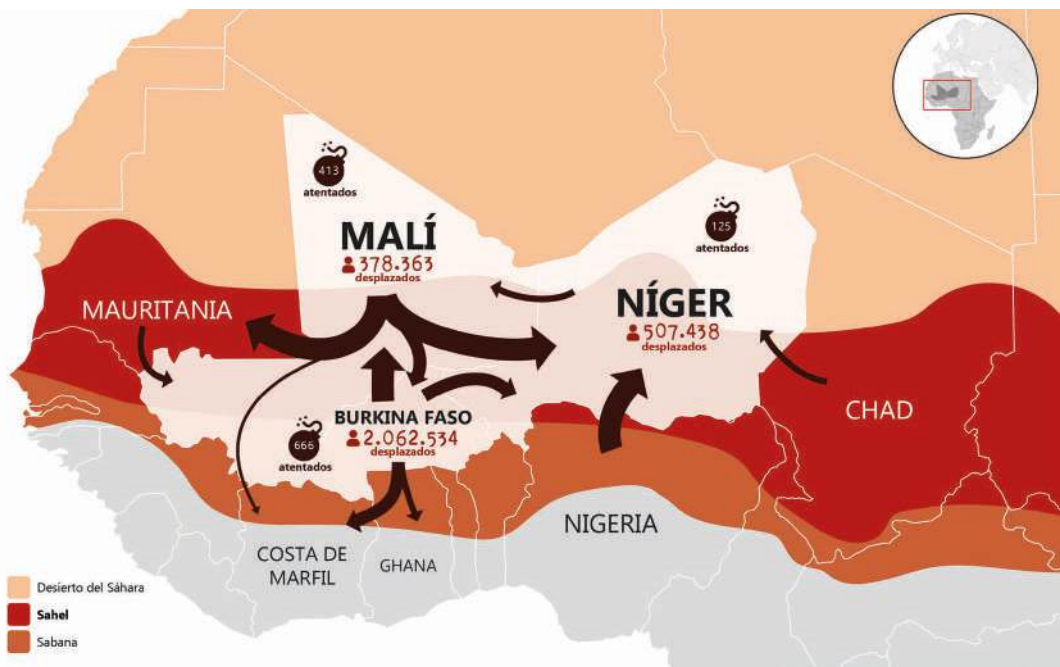 413
atentados
MALÍ
378.363
desplazados
125
atentados
NÍGER
507.438
desplazados
MAURITANIA
BURKINA FASO
2.062.534
desplazados
666
atentados
CHAD
NIGERIA
COSTA DE
MARFIL
GHANA
Desierto del Sáhara
Sahel
Sabana